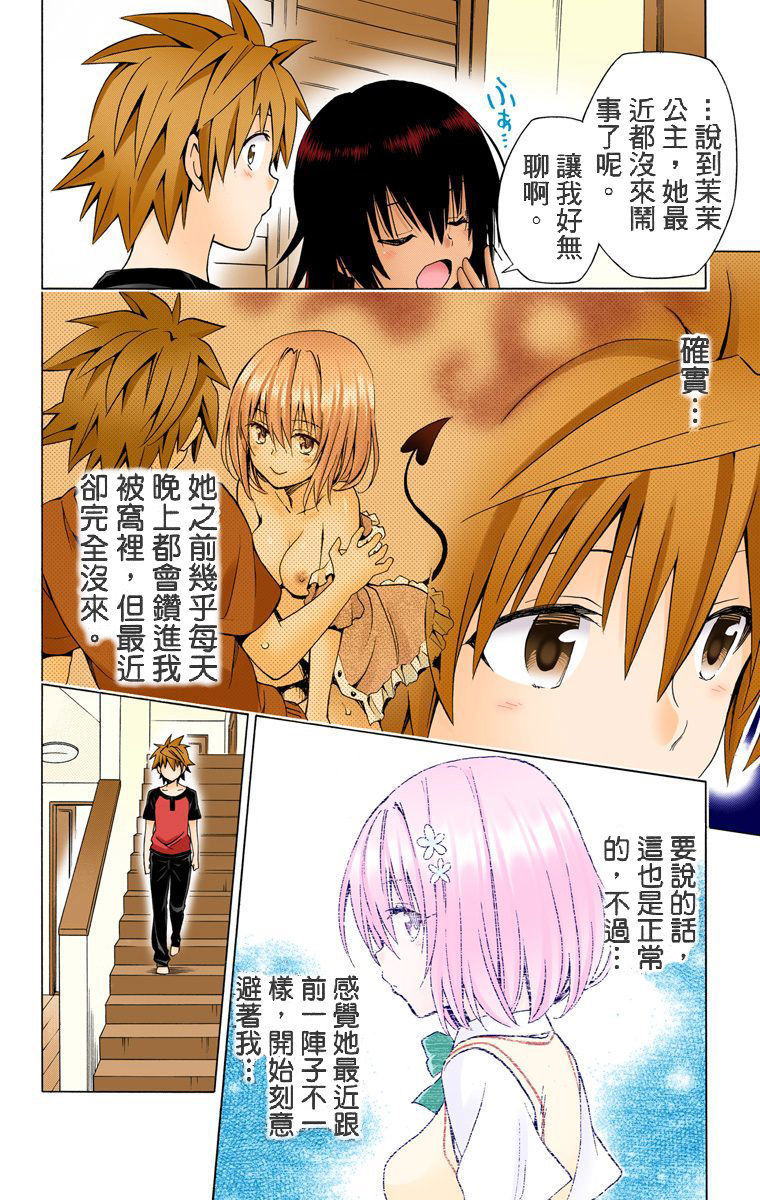 …說到茉茉
公主，她最
近都沒來鬧
事了呢。
讓我好無
聊啊。
ふぁ…
確實…
她之前幾乎每天
晚上都會鑽進我
被窩裡，但最近
卻完全沒來。
要說的話，
這也是正常
的，不過…
感覺她最近跟
前一陣子不一
樣，開始刻意
避著我…